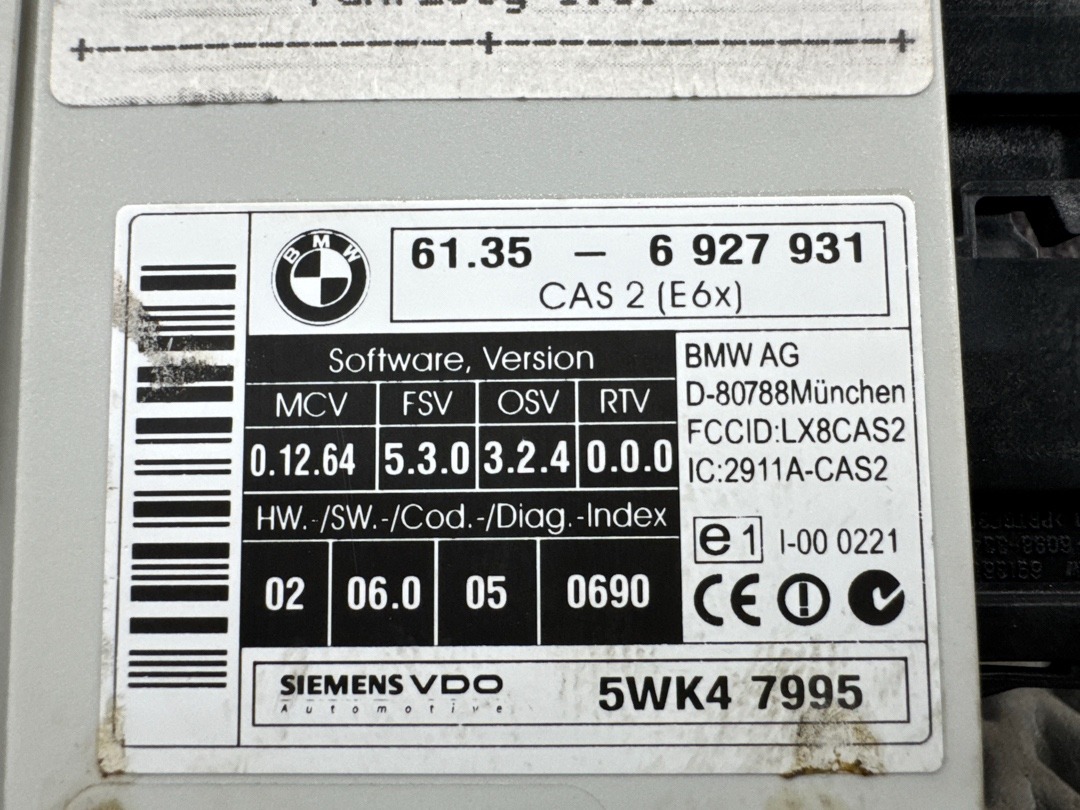 BMW
61.35 – 6 927 931
CAS 2 (E6x)
Software, Version
MCV FSV OSV RTV
0.12.64 5.3.0 3.2.4 0.0.0
HW.-/SW.-/Cod.-/Diag.-Index
02 06.0 05 0690
BMW AG
D-80788München
FCCID:LX8CAS2
IC:2911A-CAS2
e1 I-00 0221
CE
SIEMENS VDO
Automotive
5WK4 7995